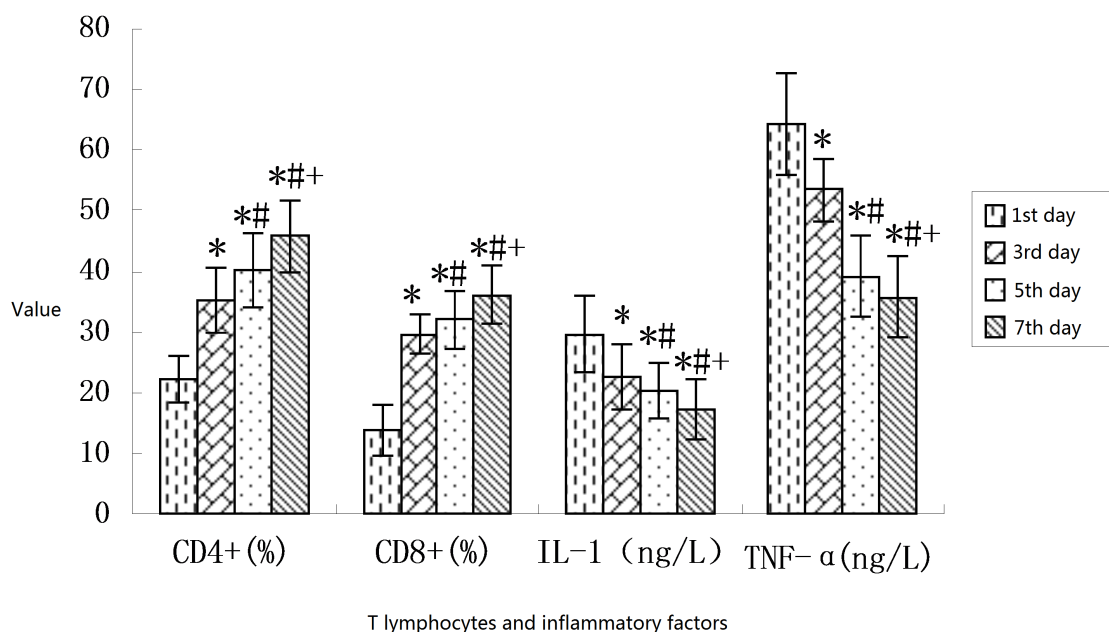 80
70
60
50
40
30
20
10
0
Value
*
*#
*#+
*
*#
*#+
*
*#
*#+
*
*#
*#+
CD4+(%)
CD8+(%)
IL-1 (ng/L)
TNF-α(ng/L)
T lymphocytes and inflammatory factors
1st day
3rd day
5th day
7th day